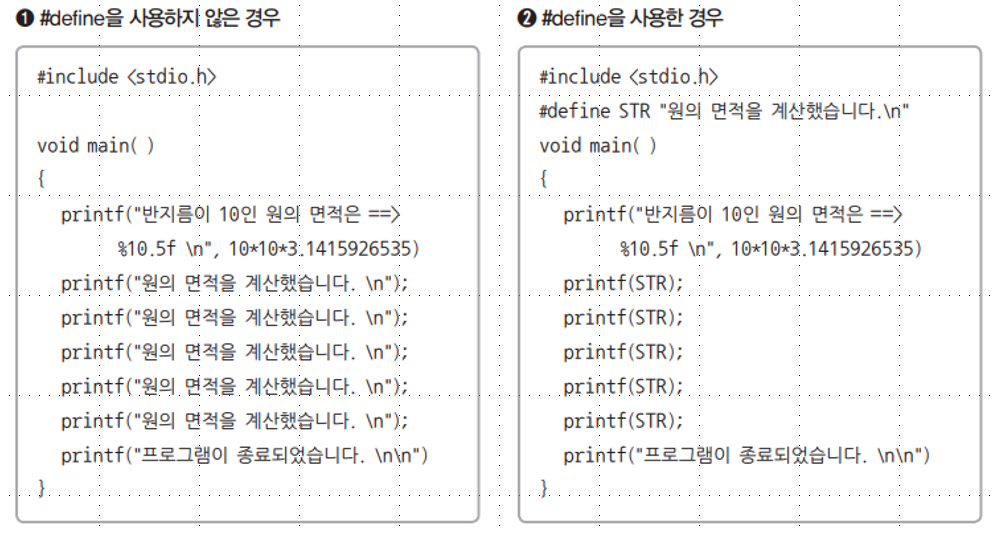 ❶ #define을 사용하지 않은 경우
#include <stdio.h>
void main( )
{
printf("반지름이 10인 원의 면적은 ==>
%10.5f \n", 10*10*3.1415926535)
printf("원의 면적을 계산했습니다. \n");
printf("원의 면적을 계산했습니다. \n");
printf("원의 면적을 계산했습니다. \n");
printf("원의 면적을 계산했습니다. \n");
printf("원의 면적을 계산했습니다. \n");
printf("프로그램이 종료되었습니다. \n\n")
}
❷ #define을 사용한 경우
#include <stdio.h>
#define STR "원의 면적을 계산했습니다.\n"
void main( )
{
printf("반지름이 10인 원의 면적은 ==>
%10.5f \n", 10*10*3.1415926535)
printf(STR);
printf(STR);
printf(STR);
printf(STR);
printf(STR);
printf("프로그램이 종료되었습니다. \n\n")
}